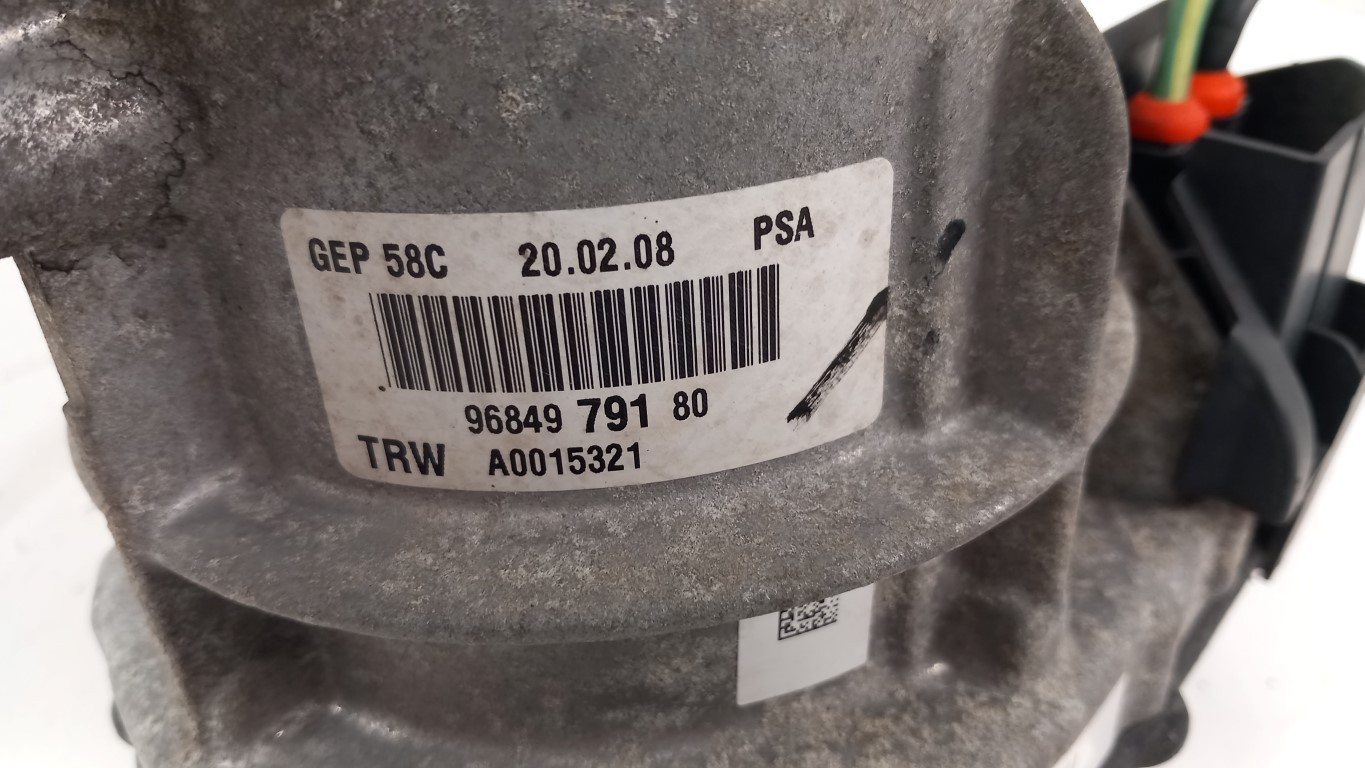 GEP 58C 20.02.08 PSA
96849 791 80
TRW A0015321